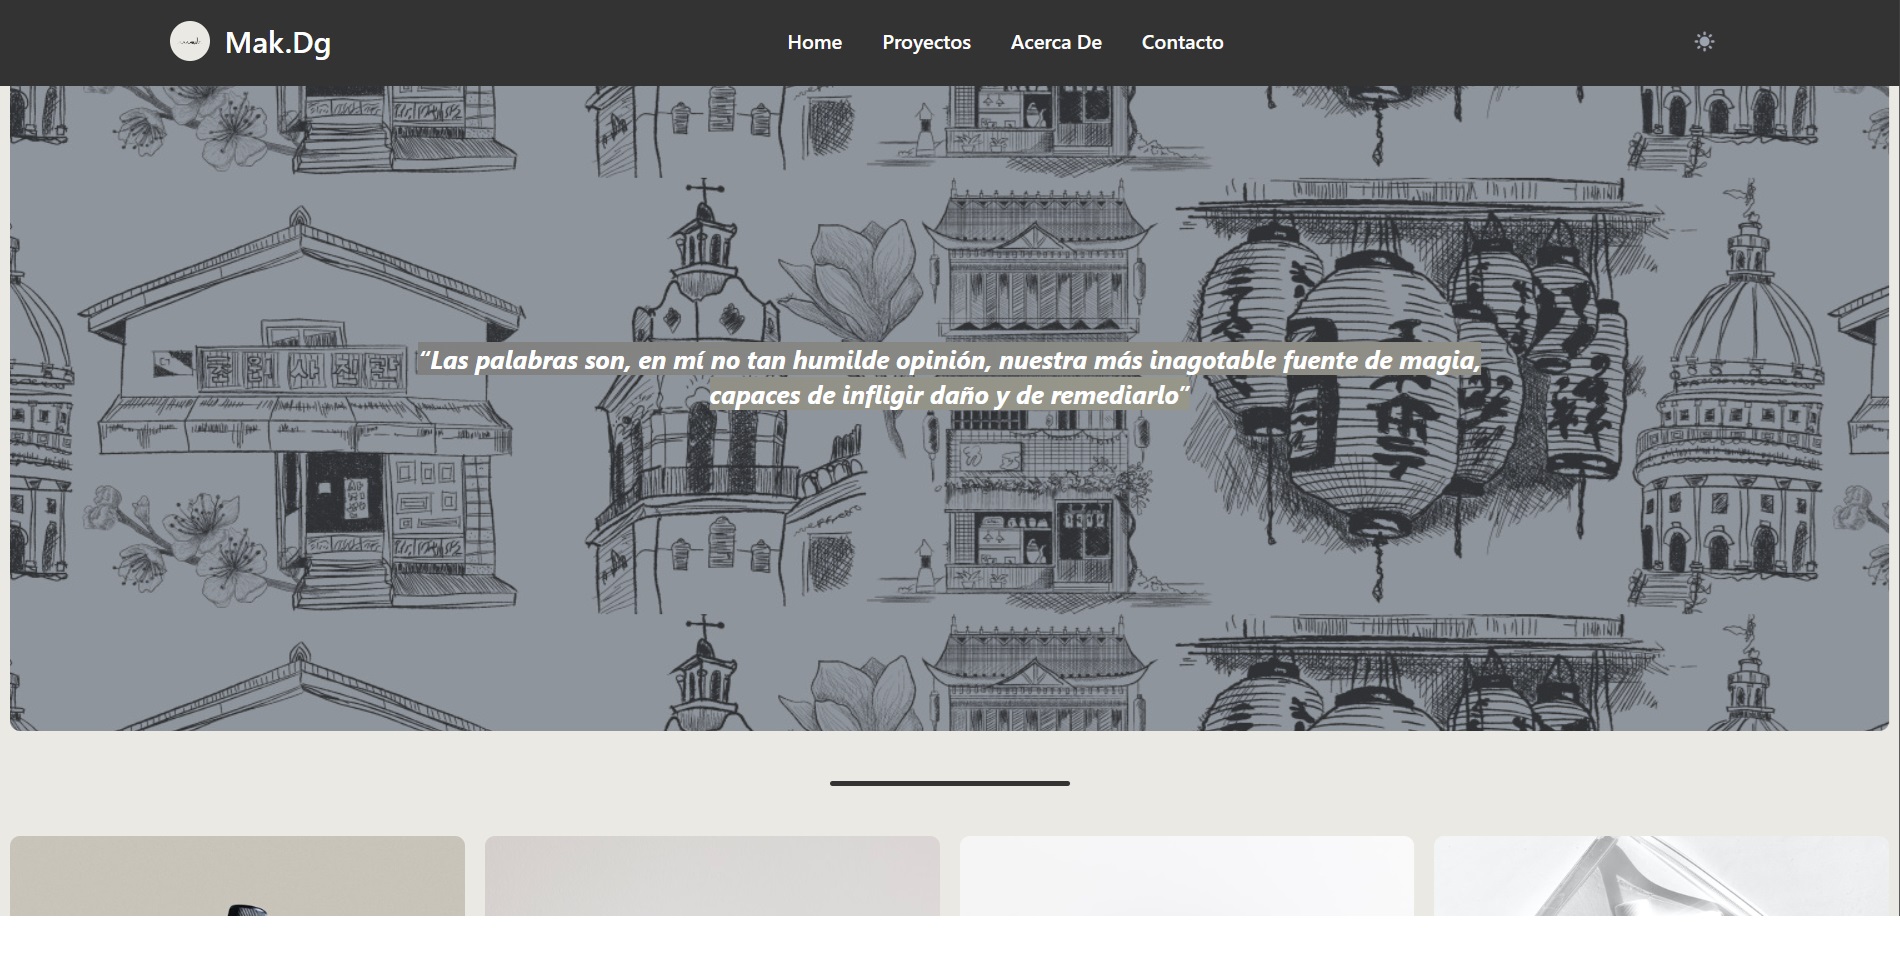 Mak.Dg
Home Proyectos Acerca De Contacto
“Las palabras son, en mí no tan humilde opinión, nuestra más inagotable fuente de magia,
capaces de infligir daño y de remediarlo”